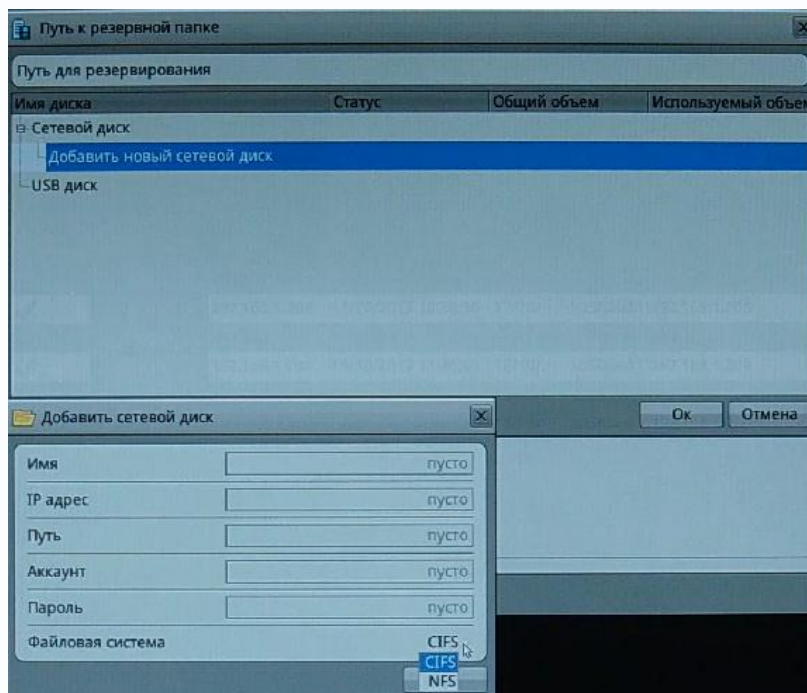 Путь к резервной папке
Путь для резервирования
Имя диска Статус Общий объем Используемый объем
Сетевой диск
Добавить новый сетевой диск
USB диск
Ок Отмена
Добавить сетевой диск
Имя пусто
IP адрес пусто
Путь пусто
Аккаунт пусто
Пароль пусто
Файловая система CIFS
CIFS
NFS